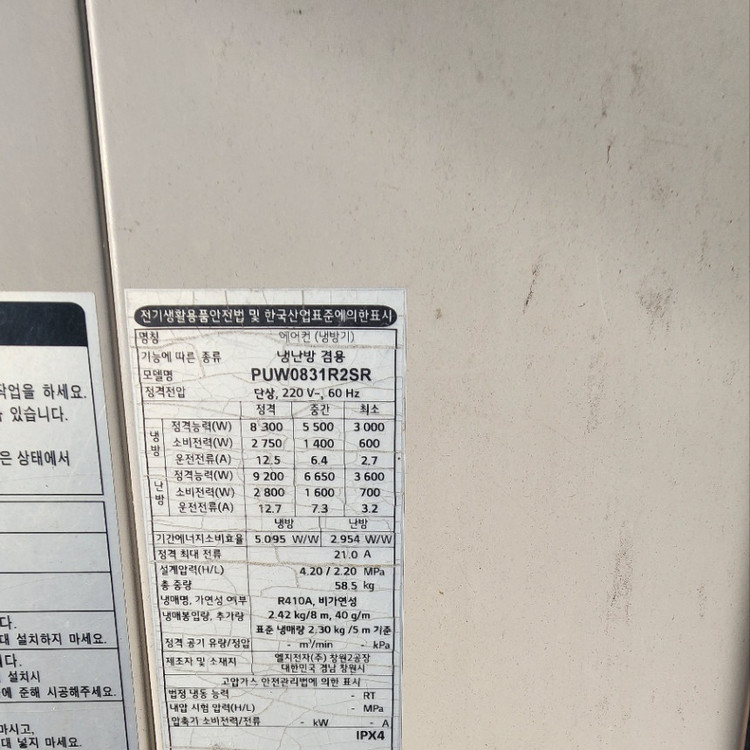 작업을 하세요.
있습니다.
은 상태에서
다.
대 설치하지 마세요.
니다.
설치시
에 준해 시공해주세요.
마시고,
대 넣지 마세요.
전기생활용품안전법 및 한국산업표준에의한표시
명칭 에어컨 (냉방기)
기능에 따른 종류 냉난방 겸용
모델명 PUW0831R2SR
정격전압 단상, 220 V~, 60 Hz
정격 중간 최소
냉방
정격능력(W) 8 300 5 500 3 000
소비전력(W) 2 750 1 400 600
운전전류(A) 12.5 6.4 2.7
난방
정격능력(W) 9 200 6 650 3 600
소비전력(W) 2 800 1 600 700
운전전류(A) 12.7 7.3 3.2
냉방 난방
기간에너지소비효율 5.095 W/W 2.954 W/W
정격 최대 전류 21.0 A
설계압력(H/L) 4.20 / 2.20 MPa
총 중량 58.5 kg
냉매명, 가연성 여부 R410A, 비가연성
냉매봉입량, 추가량 2.42 kg/8 m, 40 g/m
표준 냉매량 2.30 kg /5 m 기준
정격 공기 유량/정압 - m³/min - kPa
제조자 및 소재지 엘지전자(주) 창원2공장
대한민국 경남 창원시
고압가스 안전관리법에 의한 표시
법정 냉동 능력 - RT
내압 시험 압력(H/L) - MPa
압축기 소비전력/전류 - kW - A
IPX4